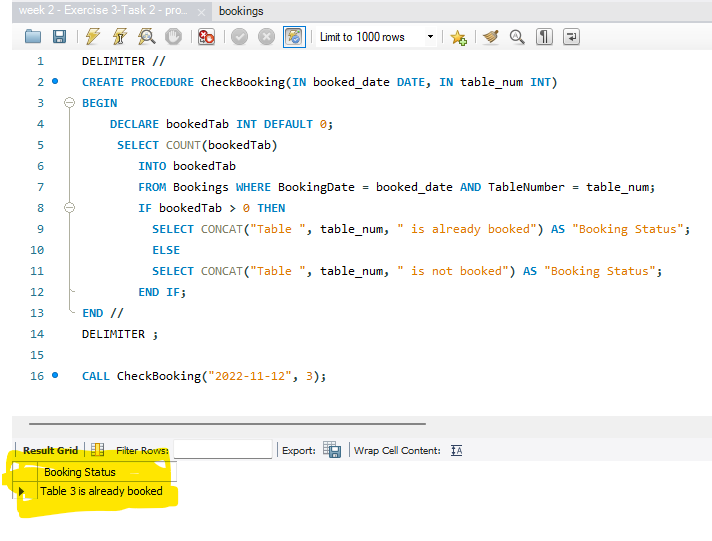 week 2 - Exercise 3-Task 2 - pro... × bookings
Limit to 1000 rows
1 DELIMITER //
2 CREATE PROCEDURE CheckBooking(IN booked_date DATE, IN table_num INT)
3 BEGIN
4 DECLARE bookedTab INT DEFAULT 0;
5 SELECT COUNT(bookedTab)
6 INTO bookedTab
7 FROM Bookings WHERE BookingDate = booked_date AND TableNumber = table_num;
8 IF bookedTab > 0 THEN
9 SELECT CONCAT("Table ", table_num, " is already booked") AS "Booking Status";
10 ELSE
11 SELECT CONCAT("Table ", table_num, " is not booked") AS "Booking Status";
12 END IF;
13 END //
14 DELIMITER ;
15
16 CALL CheckBooking("2022-11-12", 3);
Result Grid Filter Rows: Export: Wrap Cell Content:
Booking Status
Table 3 is already booked